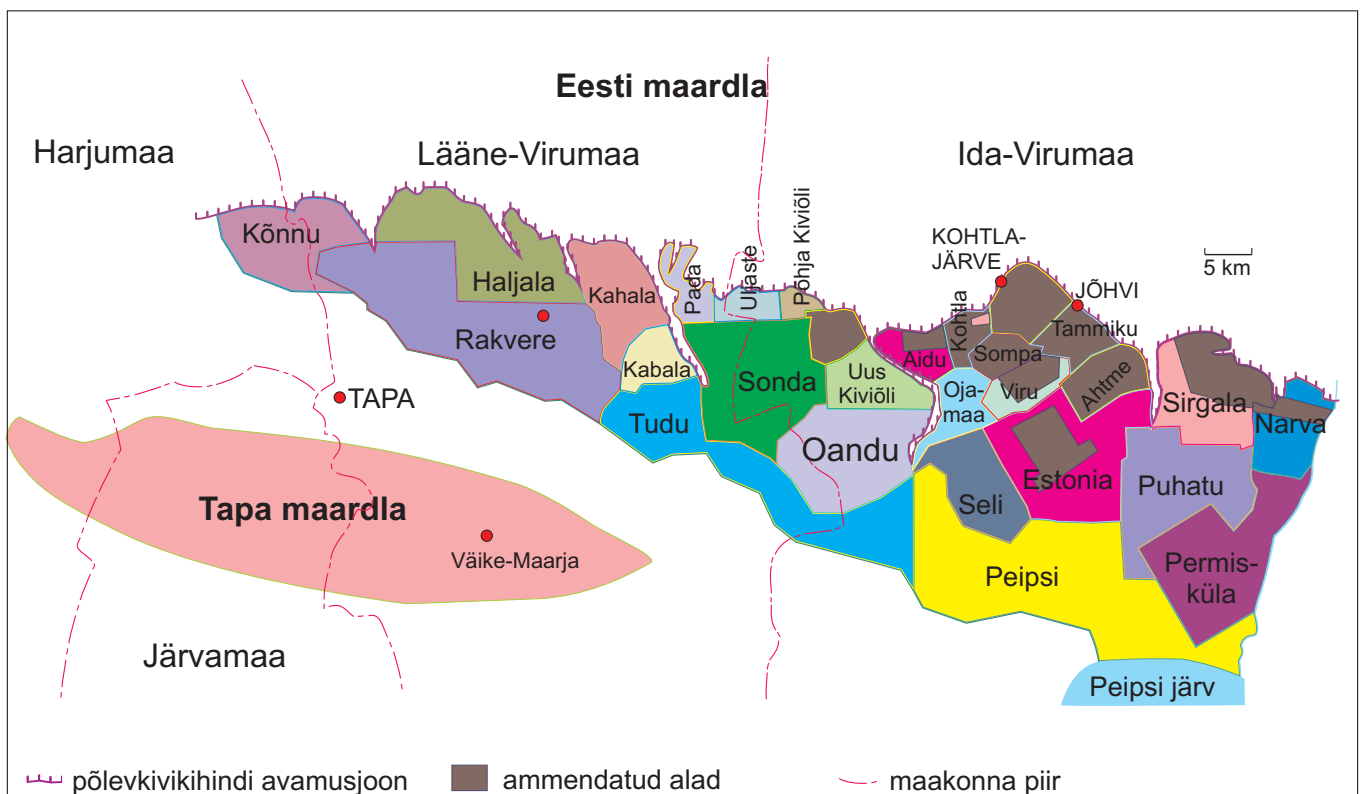 Eesti maardla
Harjumaa
Lääne-Virumaa
Ida-Virumaa
Kõnnu
Haljala
Kahala
Pada
Uljaste
Põhja Kiviõli
KOHTLA-
JÄRVE
5 km
JÕHVI
Kohtla
Tammiku
Rakvere
Kabala
Sonda
Uus
Kiviõli
Aidu
Sompa
Viru
Ahtme
Sirgala
Narva
Oja-
maa
TAPA
Tudu
Oandu
Seli
Estonia
Puhatu
Tapa maardla
Väike-Maarja
Peipsi
Permis-
küla
Järvamaa
Peipsi järv
põlevkivikihindi avamusjoon
ammendatud alad
maakonna piir